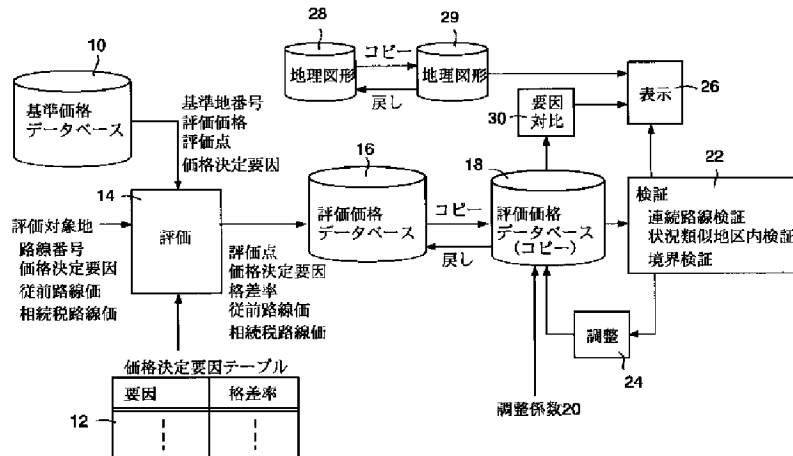 10
基準価格
データベース
基準地番号
評価価格
評価点
価格決定要因
28
地理図形
コピー
戻し
29
地理図形
30
要因
対比
表示
26
14
評価
評価対象地
路線番号
価格決定要因
従前路線価
相続税路線価
評価点
価格決定要因
格差率
従前路線価
相続税路線価
16
評価価格
データベース
コピー
戻し
18
評価価格
データベース
(コピー)
22
検証
連続路線検証
状況類似地区内検証
境界検証
調整
24
調整係数20
価格決定要因テーブル
12
要因
格差率